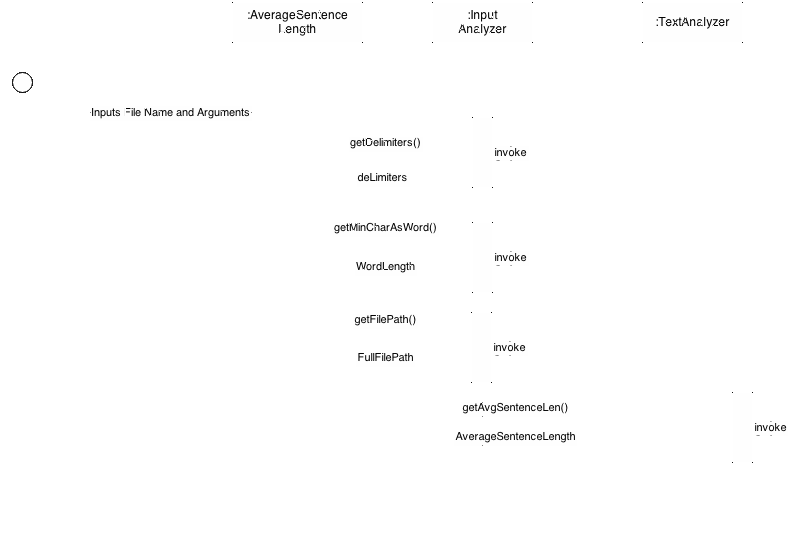 :AverageSentence
Length
:Input
Analyzer
:TextAnalyzer
Inputs File Name and Arguments
getDelimiters()
invoke
deLimiters
getMinCharAsWord()
invoke
WordLength
getFilePath()
invoke
FullFilePath
getAvgSentenceLen()
invoke
AverageSentenceLength